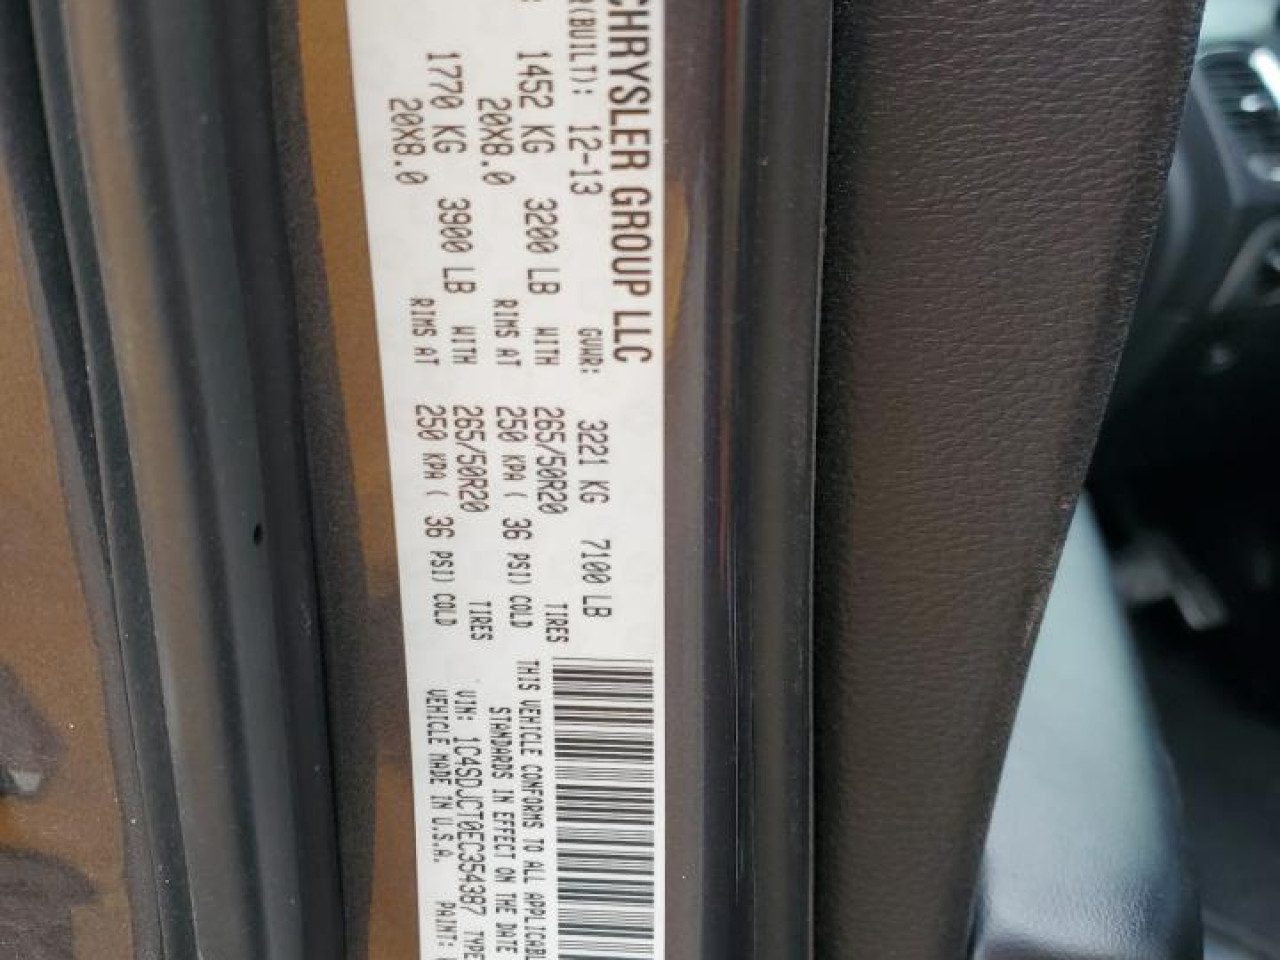 CHRYSLER GROUP LLC
(BUILT): 12-13 GVWR: 3221 KG 7100 LB
1452 KG 3200 LB WITH 265/50R20 TIRES
20X8.0 RIMS AT 250 KPA ( 36 PSI) COLD
1770 KG 3900 LB WITH 265/50R20 TIRES
20X8.0 RIMS AT 250 KPA ( 36 PSI) COLD
THIS VEHICLE CONFORMS TO ALL
STANDARDS IN EFFECT ON THE DATE
VIN: 1C4SDJCT0EC354387 TYPE
VEHICLE MADE IN U.S.A. PAINT: